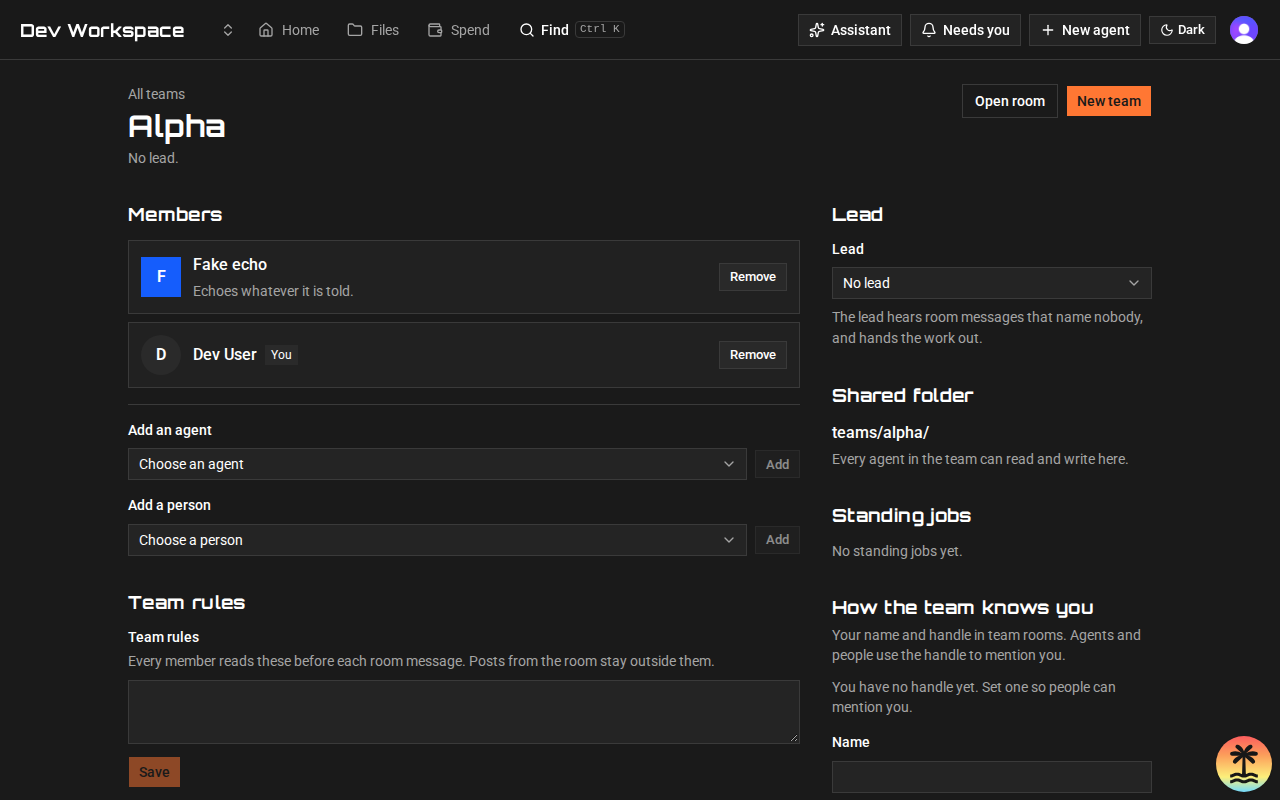 Dev Workspace
Home
Files
Spend
Find
Ctrl K
Assistant
Needs you
New agent
Dark
All teams
Alpha
No lead.
Open room
New team
Members
F
Fake echo
Echoes whatever it is told.
Remove
D
Dev User
You
Remove
Add an agent
Choose an agent
Add
Add a person
Choose a person
Add
Team rules
Team rules
Every member reads these before each room message. Posts from the room stay outside them.
Save
Lead
Lead
No lead
The lead hears room messages that name nobody,
and hands the work out.
Shared folder
teams/alpha/
Every agent in the team can read and write here.
Standing jobs
No standing jobs yet.
How the team knows you
Your name and handle in team rooms. Agents and
people use the handle to mention you.
You have no handle yet. Set one so people can
mention you.
Name